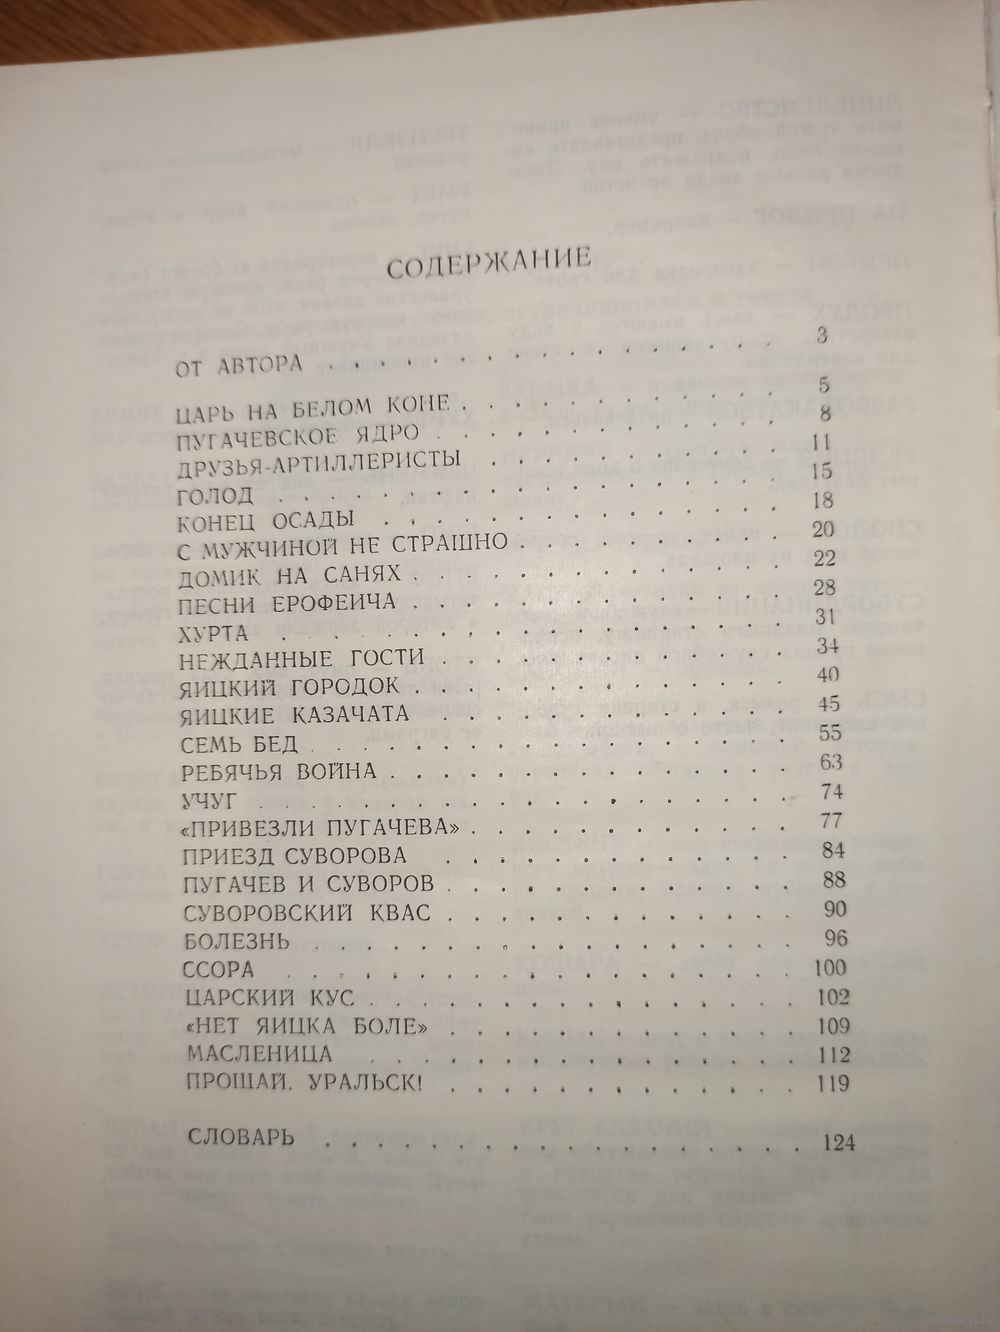 СОДЕРЖАНИЕ
ОТ АВТОРА . . . . . . . . . . . . . . . . 3
ЦАРЬ НА БЕЛОМ КОНЕ . . . . . . . . . . . 5
ПУГАЧЕВСКОЕ ЯДРО . . . . . . . . . . . . 8
ДРУЗЬЯ-АРТИЛЛЕРИСТЫ . . . . . . . . . . 11
ГОЛОД . . . . . . . . . . . . . . . . . 15
КОНЕЦ ОСАДЫ . . . . . . . . . . . . . . 18
С МУЖЧИНОЙ НЕ СТРАШНО . . . . . . . . . 20
ДОМИК НА САНЯХ . . . . . . . . . . . . . 22
ПЕСНИ ЕРОФЕИЧА . . . . . . . . . . . . . 28
ХУРТА . . . . . . . . . . . . . . . . . 31
НЕЖДАННЫЕ ГОСТИ . . . . . . . . . . . . 34
ЯИЦКИЙ ГОРОДОК . . . . . . . . . . . . . 40
ЯИЦКИЕ КАЗАЧАТА . . . . . . . . . . . . 45
СЕМЬ БЕД . . . . . . . . . . . . . . . . 55
РЕБЯЧЬЯ ВОЙНА . . . . . . . . . . . . . 63
УЧУГ . . . . . . . . . . . . . . . . . . 74
«ПРИВЕЗЛИ ПУГАЧЕВА» . . . . . . . . . . 77
ПРИЕЗД СУВОРОВА . . . . . . . . . . . . 84
ПУГАЧЕВ И СУВОРОВ . . . . . . . . . . . 88
СУВОРОВСКИЙ КВАС . . . . . . . . . . . . 90
БОЛЕЗНЬ . . . . . . . . . . . . . . . . 96
ССОРА . . . . . . . . . . . . . . . . . 100
ЦАРСКИЙ КУС . . . . . . . . . . . . . . 102
«НЕТ ЯИЦКА БОЛЕ» . . . . . . . . . . . . 109
МАСЛЕНИЦА . . . . . . . . . . . . . . . 112
ПРОЩАЙ, УРАЛЬСК! . . . . . . . . . . . . 119
СЛОВАРЬ . . . . . . . . . . . . . . . . 124